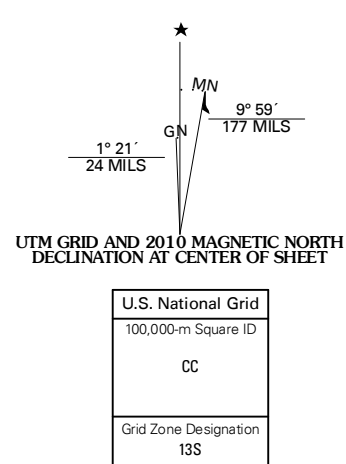 ★
MN
GN
9° 59´
177 MILS
1° 21´
24 MILS
UTM GRID AND 2010 MAGNETIC NORTH
DECLINATION AT CENTER OF SHEET
U.S. National Grid
100,000-m Square ID
CC
Grid Zone Designation
13S